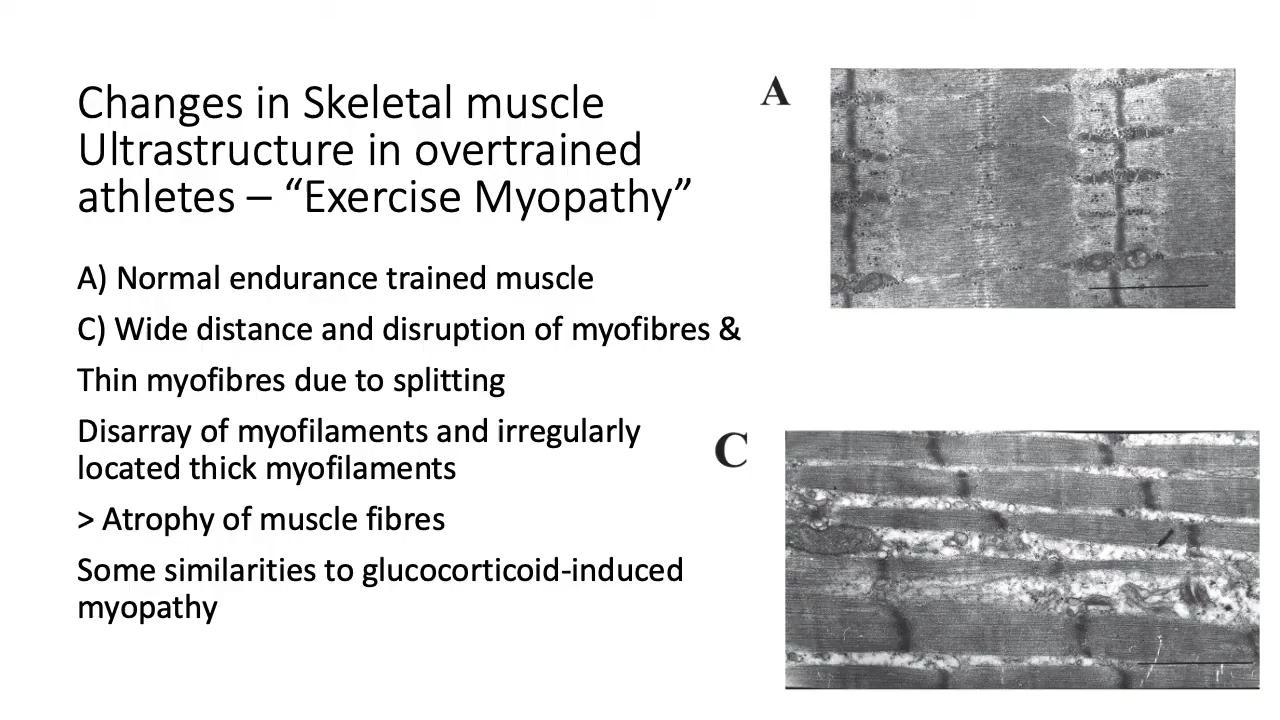 Changes in Skeletal muscle
Ultrastructure in overtrained
athletes – “Exercise Myopathy”
A) Normal endurance trained muscle
C) Wide distance and disruption of myofibres &
Thin myofibres due to splitting
Disarray of myofilaments and irregularly
located thick myofilaments
> Atrophy of muscle fibres
Some similarities to glucocorticoid-induced
myopathy
A
C